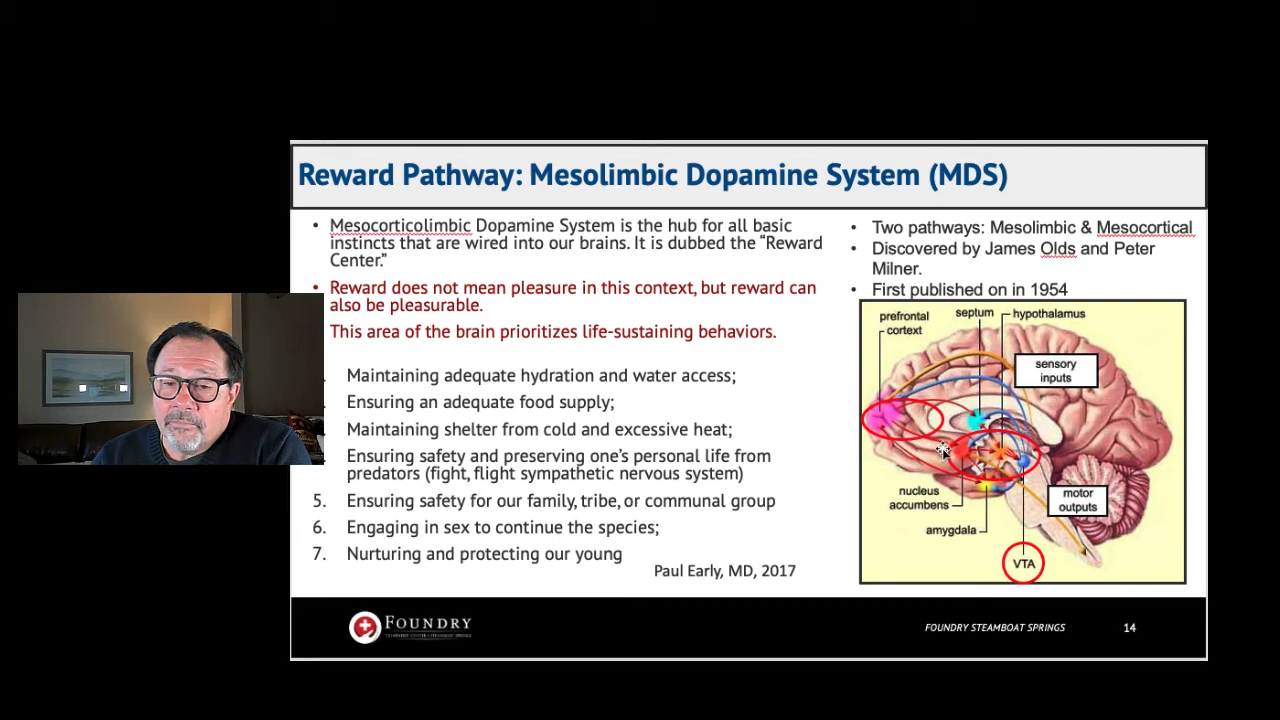 Reward Pathway: Mesolimbic Dopamine System (MDS)
• Mesocorticolimbic Dopamine System is the hub for all basic
instincts that are wired into our brains. It is dubbed the “Reward
Center.”
• Reward does not mean pleasure in this context, but reward can
also be pleasurable.
This area of the brain prioritizes life-sustaining behaviors.
Maintaining adequate hydration and water access;
Ensuring an adequate food supply;
Maintaining shelter from cold and excessive heat;
Ensuring safety and preserving one’s personal life from
predators (fight, flight sympathetic nervous system)
5. Ensuring safety for our family, tribe, or communal group
6. Engaging in sex to continue the species;
7. Nurturing and protecting our young
Paul Early, MD, 2017
• Two pathways: Mesolimbic & Mesocortical
• Discovered by James Olds and Peter
Milner.
• First published on in 1954
prefrontal
cortex
septum
hypothalamus
sensory
inputs
nucleus
accumbens
motor
outputs
amygdala
VTA
FOUNDRY
FOUNDRY STEAMBOAT SPRINGS
14